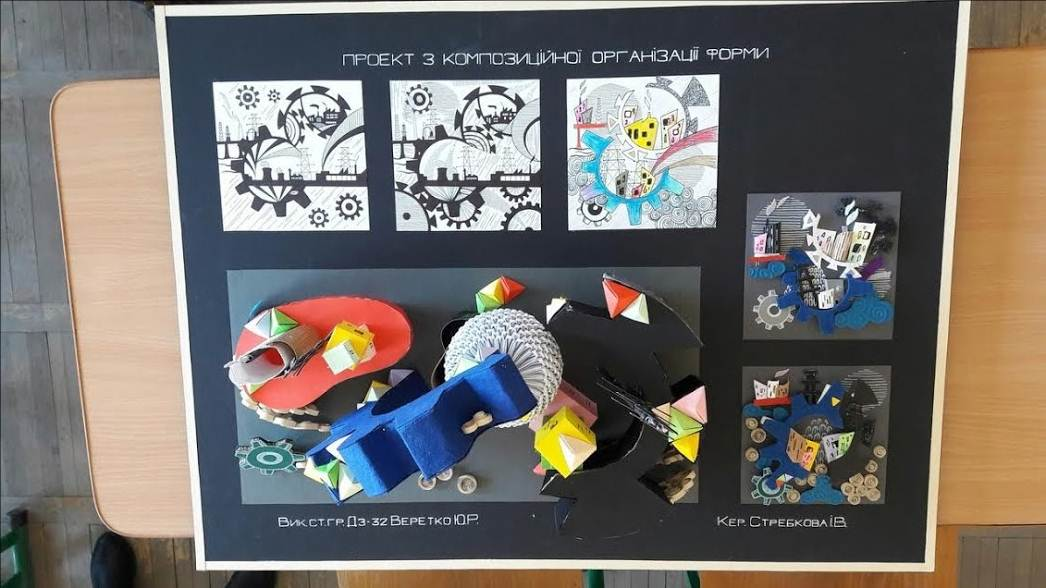 ПРОЕКТ З КОМПОЗИЦІЙНОЇ ОРГАНІЗАЦІЇ ФОРМИ
ВИК.СТ.ГР. ДЗ-32 ВЕРЕТКО Ю.Р.
КЕР. СТРЕБКОВА І.В.